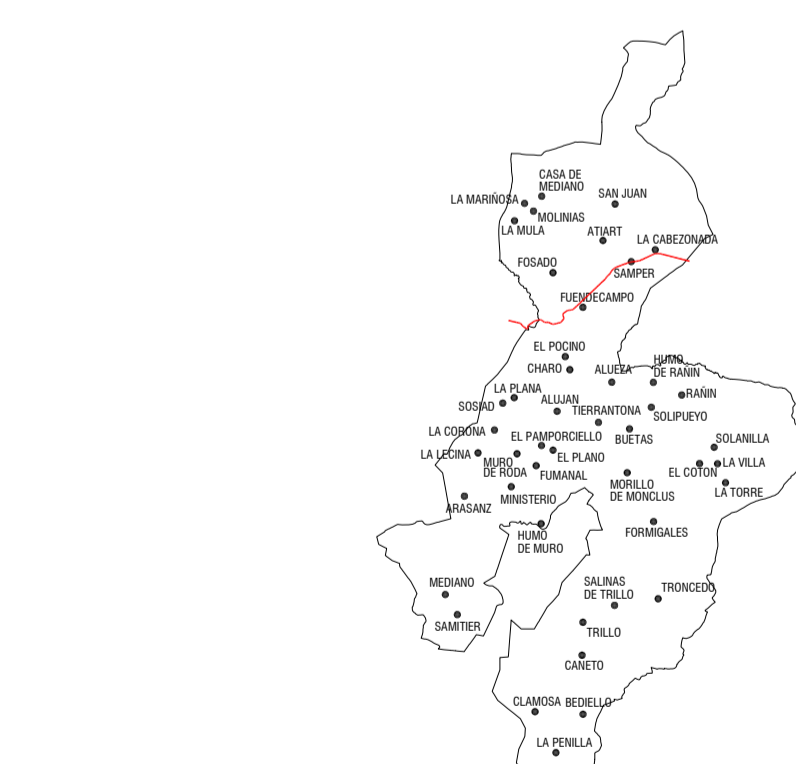 CASA DE
MEDIANO
LA MARIÑOSA
SAN JUAN
MOLINIAS
LA MULA
ATIART
LA CABEZONADA
FOSADO
SAMPER
FUENDECAMPO
EL POCINO
CHARO
ALUEZA
HUMO
DE RAÑIN
LA PLANA
RAÑIN
SOSIAD
ALUJAN
TIERRANTONA
SOLIPUEYO
LA CORONA
EL PAMPORCIELLO
BUETAS
SOLANILLA
LA LECINA
MURO
DE RODA
EL PLANO
FUMANAL
EL COTON
LA VILLA
MORILLO
DE MONCLUS
LA TORRE
MINISTERIO
ARASANZ
HUMO
DE MURO
FORMIGALES
MEDIANO
SALINAS
DE TRILLO
TRONCEDO
SAMITIER
TRILLO
CANETO
CLAMOSA
BEDIELLO
LA PENILLA